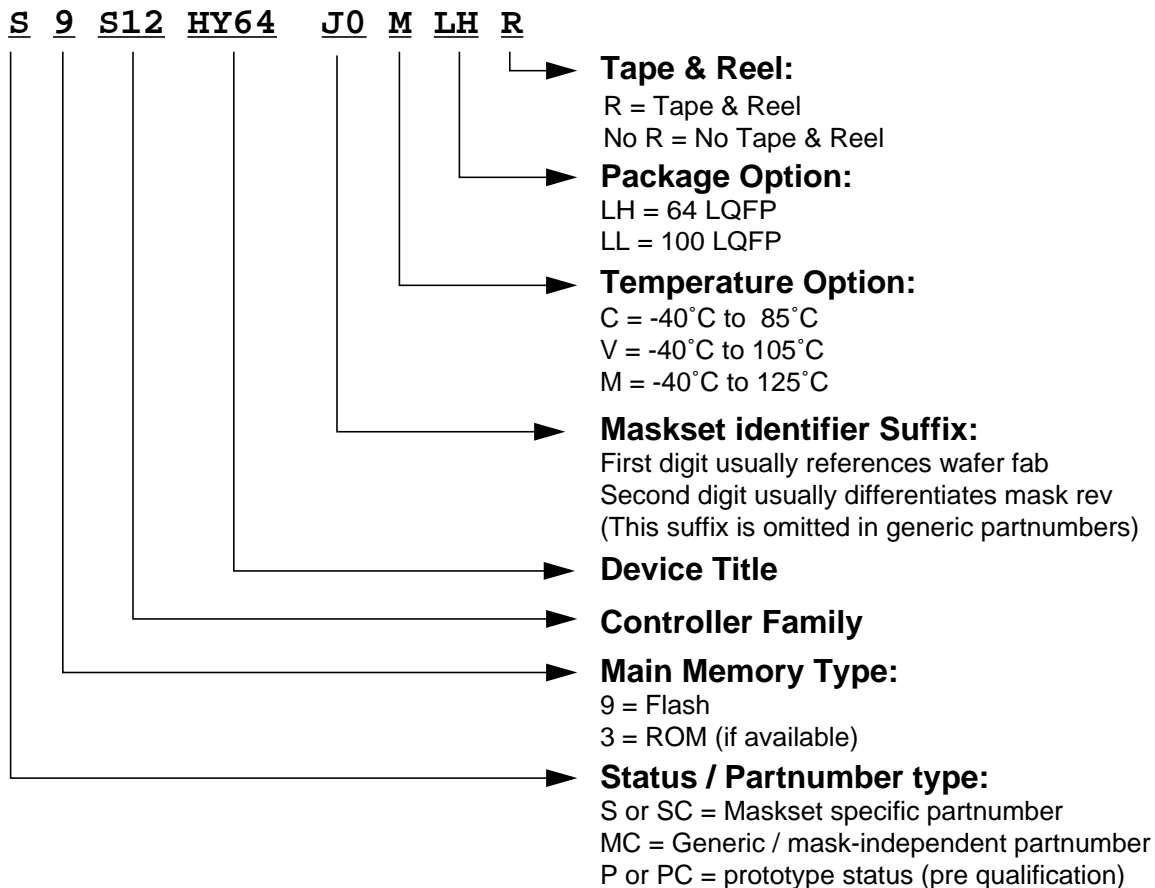 S 9 S12 HY64 J0 M LH R
Tape & Reel:
R = Tape & Reel
No R = No Tape & Reel
Package Option:
LH = 64 LQFP
LL = 100 LQFP
Temperature Option:
C = -40˚C to 85˚C
V = -40˚C to 105˚C
M = -40˚C to 125˚C
Maskset identifier Suffix:
First digit usually references wafer fab
Second digit usually differentiates mask rev
(This suffix is omitted in generic partnumbers)
Device Title
Controller Family
Main Memory Type:
9 = Flash
3 = ROM (if available)
Status / Partnumber type:
S or SC = Maskset specific partnumber
MC = Generic / mask-independent partnumber
P or PC = prototype status (pre qualification)